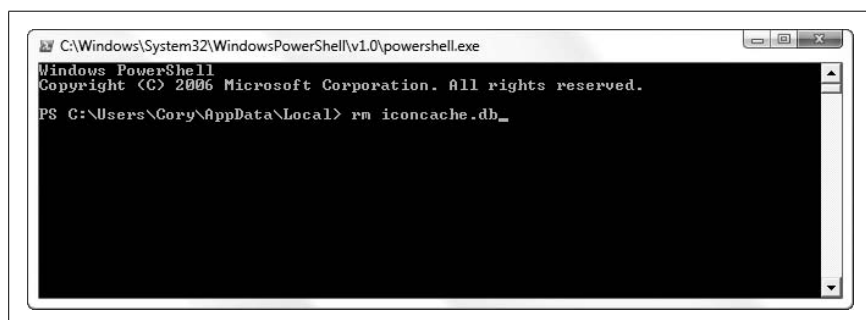 C:\Windows\System32\WindowsPowerShell\v1.0\powershell.exe
Windows PowerShell
Copyright (C) 2006 Microsoft Corporation. All rights reserved.
PS C:\Users\Cory\AppData\Local> rm iconcache.db_